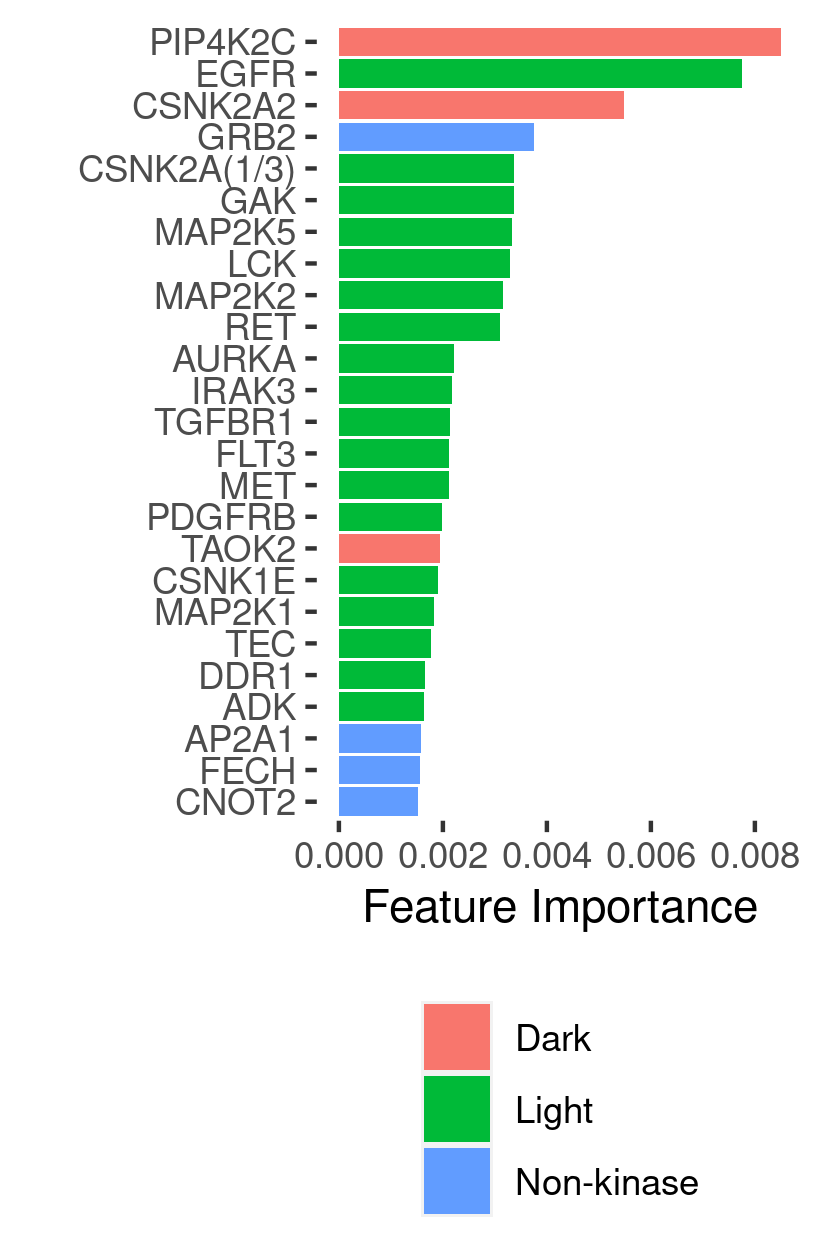 PIP4K2C
EGFR
CSNK2A2
GRB2
CSNK2A(1/3)
GAK
MAP2K5
LCK
MAP2K2
RET
AURKA
IRAK3
TGFBR1
FLT3
MET
PDGFRB
TAOK2
CSNK1E
MAP2K1
TEC
DDR1
ADK
AP2A1
FECH
CNOT2
0.000 0.002 0.004 0.006 0.008
Feature Importance
Dark
Light
Non-kinase